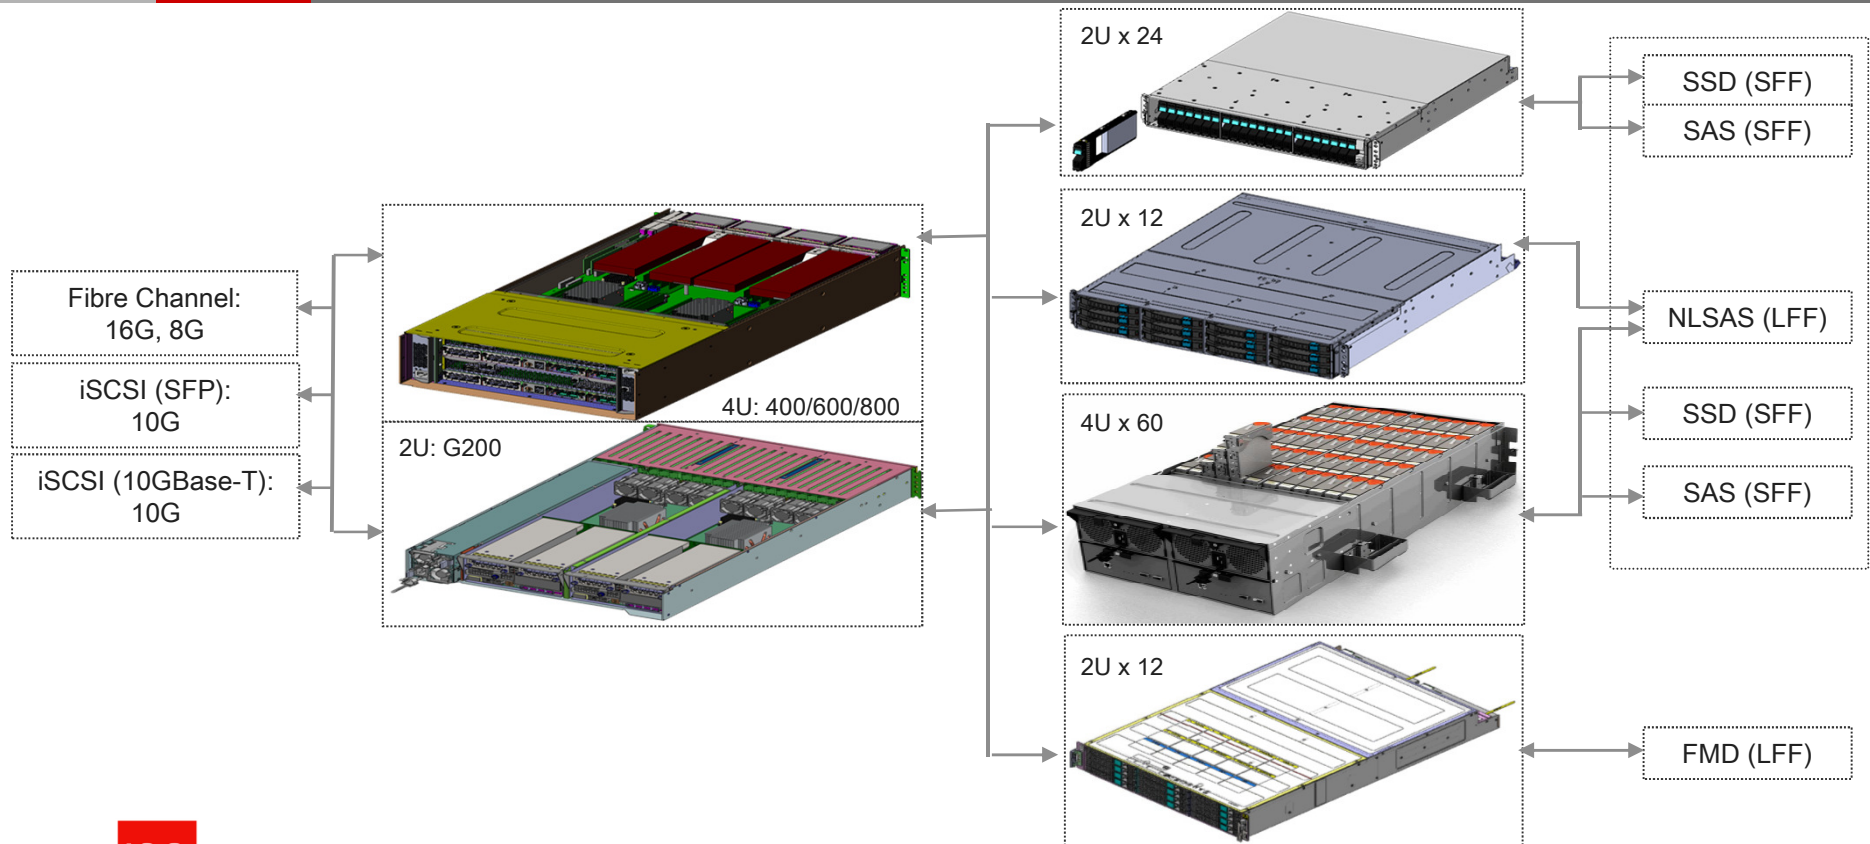 Fibre Channel:
16G, 8G
iSCSI (SFP):
10G
iSCSI (10GBase-T):
10G
4U: 400/600/800
2U: G200
2U x 24
2U x 12
4U x 60
2U x 12
SSD (SFF)
SAS (SFF)
NLSAS (LFF)
SSD (SFF)
SAS (SFF)
FMD (LFF)